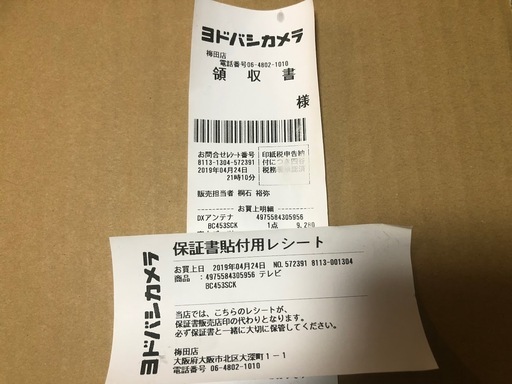 ヨドバシカメラ
梅田店
電話番号06-4802-1010
領収書
様
お問合せレシート番号
8113-1304-572391
2019年04月24日
21時10分
印紙税申告納
付につき四谷
税務署承認済
販売担当者 桐石 裕弥
お買上明細
DXアンテナ 4975584305956
BC453SCK 1点 9,280
ヨドバシカメラ
保証書貼付用レシート
お買上日 2019年04月24日 NO.572391 8113-001304
商品 : 4975584305956 テレビ
BC453SCK
当店では、こちらのレシートが、
保証書販売店印の代わりとなります。
必ず保証書と一緒に大切に保管してください。
梅田店
大阪府大阪市北区大深町1-1
電話番号 06-4802-1010